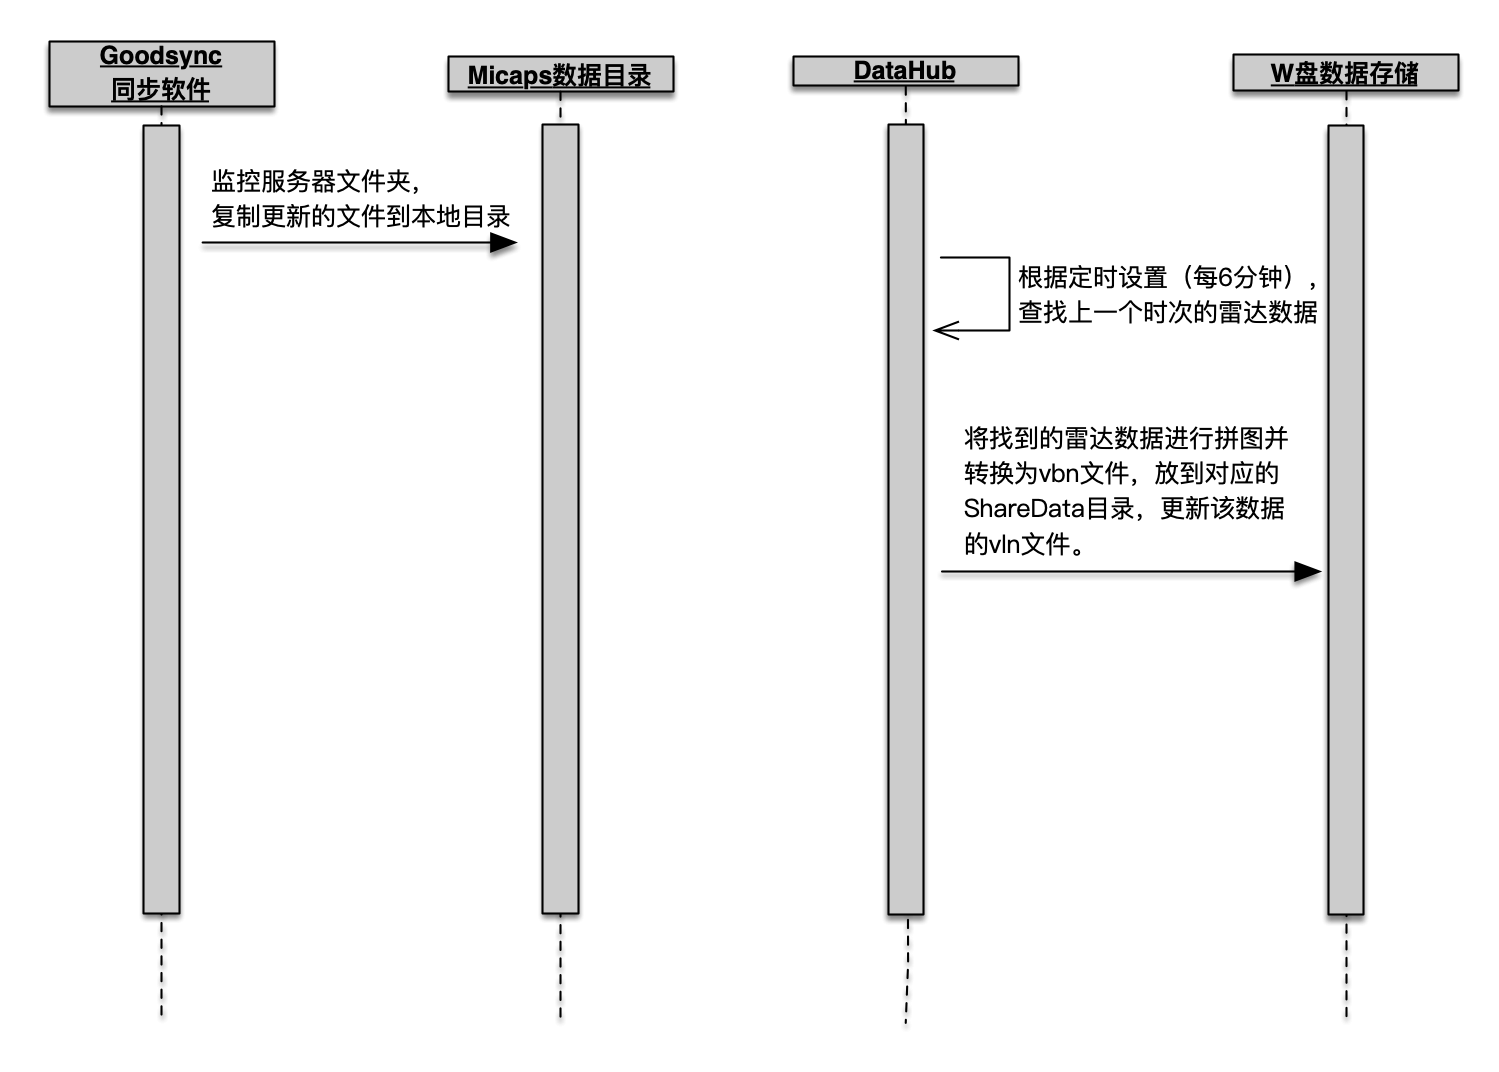 Goodsync
同步软件
Micaps数据目录
DataHub
W盘数据存储
监控服务器文件夹，
复制更新的文件到本地目录
根据定时设置（每6分钟），
查找上一个时次的雷达数据
将找到的雷达数据进行拼图并
转换为vbn文件，放到对应的
ShareData目录，更新该数据
的vln文件。